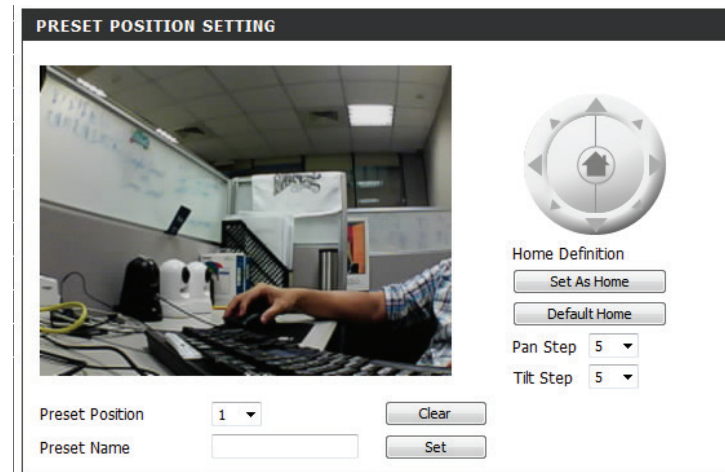 PRESET POSITION SETTING
Home Definition
Set As Home
Default Home
Pan Step 5
Tilt Step 5
Preset Position 1 Clear
Preset Name Set